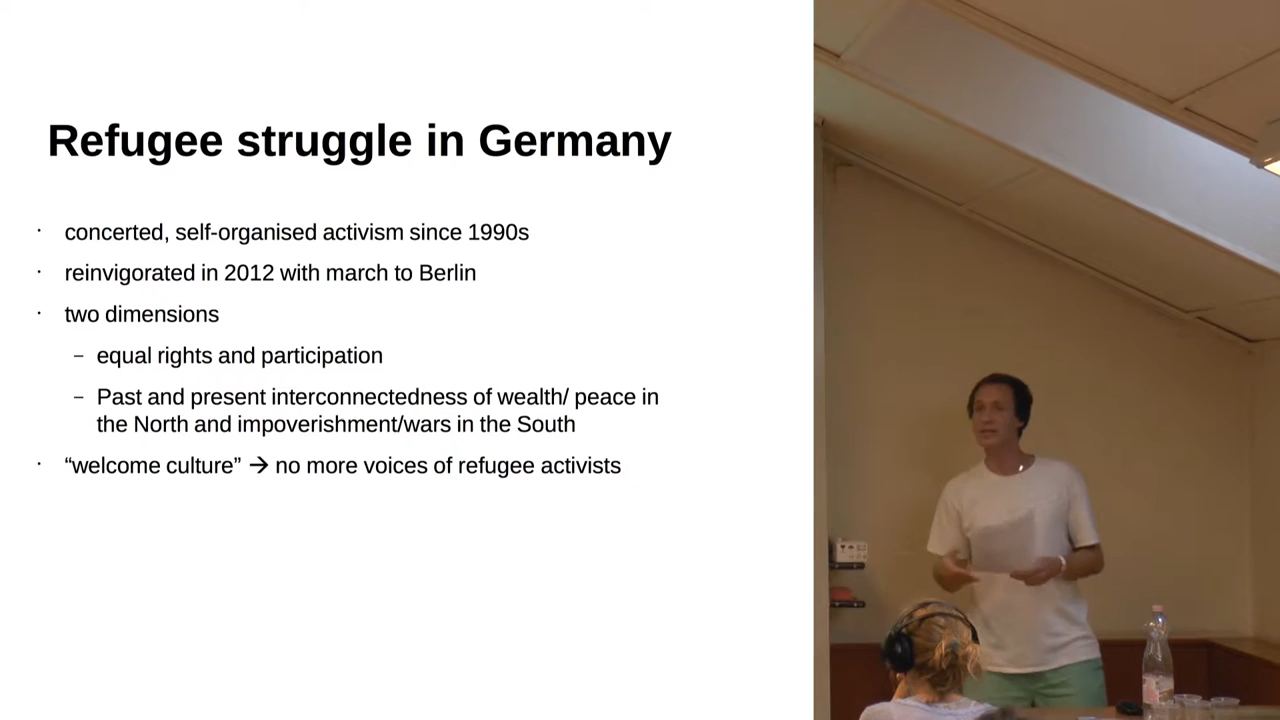 Refugee struggle in Germany
· concerted, self-organised activism since 1990s
· reinvigorated in 2012 with march to Berlin
· two dimensions
– equal rights and participation
– Past and present interconnectedness of wealth/ peace in
the North and impoverishment/wars in the South
· “welcome culture” → no more voices of refugee activists